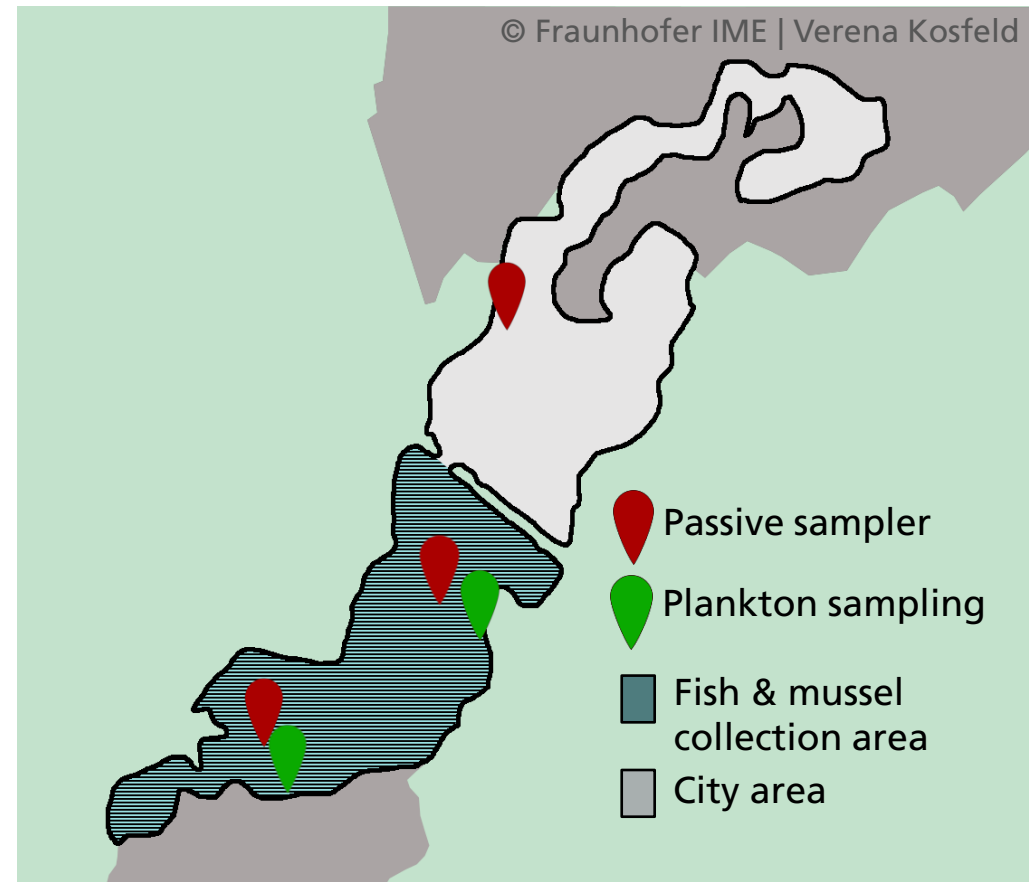 © Fraunhofer IME | Verena Kosfeld
Passive sampler
Plankton sampling
Fish & mussel
collection area
City area